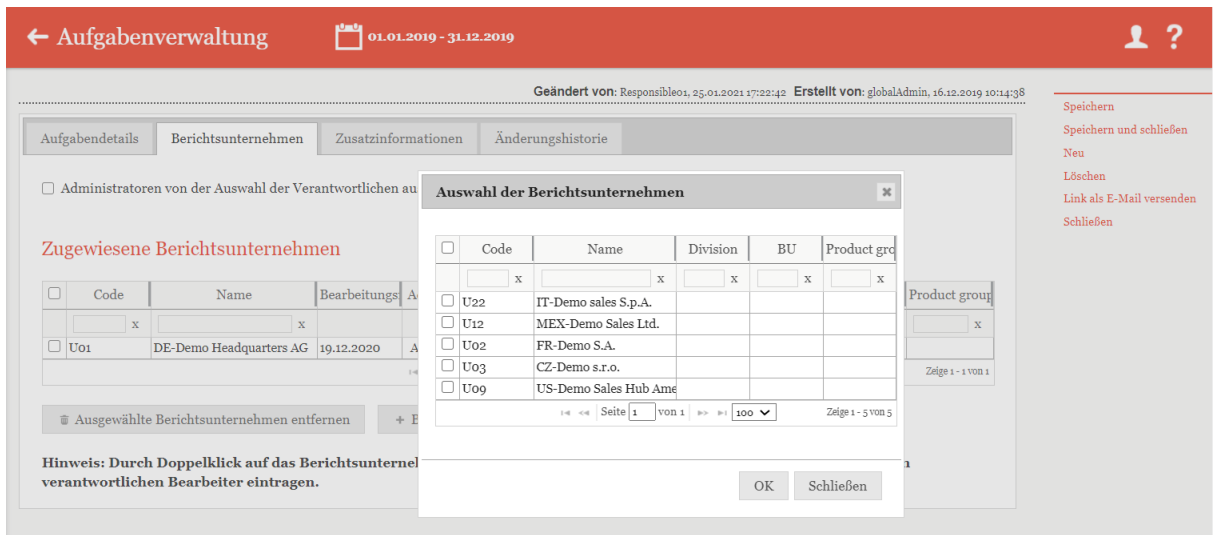 Aufgabenverwaltung
01.01.2019 - 31.12.2019
?
Geändert von: Responsible01, 25.01.2021 17:22:42 Erstellt von: globalAdmin, 16.12.2019 10:14:38
Speichern
Speichern und schließen
Neu
Löschen
Link als E-Mail versenden
Schließen
Aufgabendetails Berichtsunternehmen Zusatzinformationen Änderungshistorie
Administratoren von der Auswahl der Verantwortlichen au
Zugewiesene Berichtsunternehmen
Code Name Bearbeitungs A Product group
x x x
U01 DE-Demo Headquarters AG 19.12.2020 A
Zeige 1 - 1 von 1
Ausgewählte Berichtsunternehmen entfernen + B
Hinweis: Durch Doppelklick auf das Berichtsunternel n
verantwortlichen Bearbeiter eintragen.
Auswahl der Berichtsunternehmen x
Code Name Division BU Product gro
x x x x x
U22 IT-Demo sales S.p.A.
U12 MEX-Demo Sales Ltd.
U02 FR-Demo S.A.
U03 CZ-Demo s.r.o.
U09 US-Demo Sales Hub Ame
Seite 1 von 1 100 Zeige 1 - 5 von 5
OK Schließen